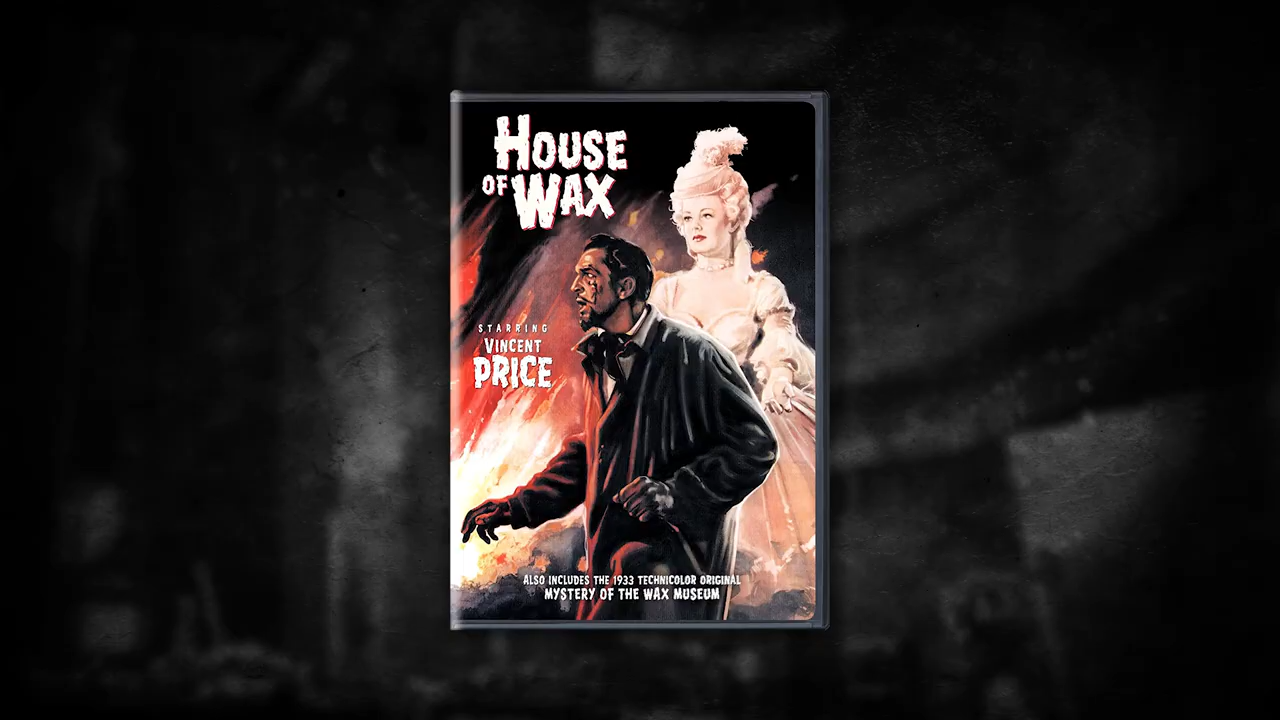 HOUSE
OF WAX
STARRING
VINCENT
PRICE
ALSO INCLUDES THE 1933 TECHNICOLOR ORIGINAL
MYSTERY OF THE WAX MUSEUM